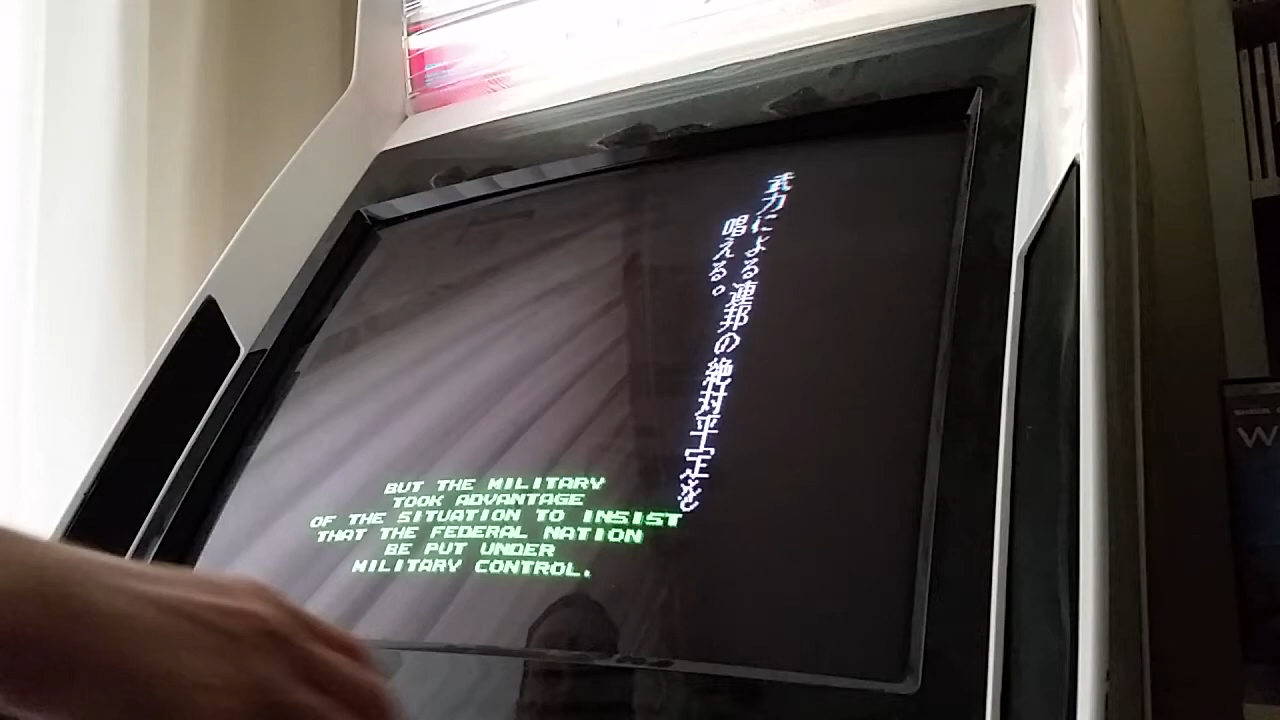 武力による連邦の絶対平定を
唱える。
BUT THE MILITARY
TOOK ADVANTAGE
OF THE SITUATION TO INSIST
THAT THE FEDERAL NATION
BE PUT UNDER
MILITARY CONTROL.
W